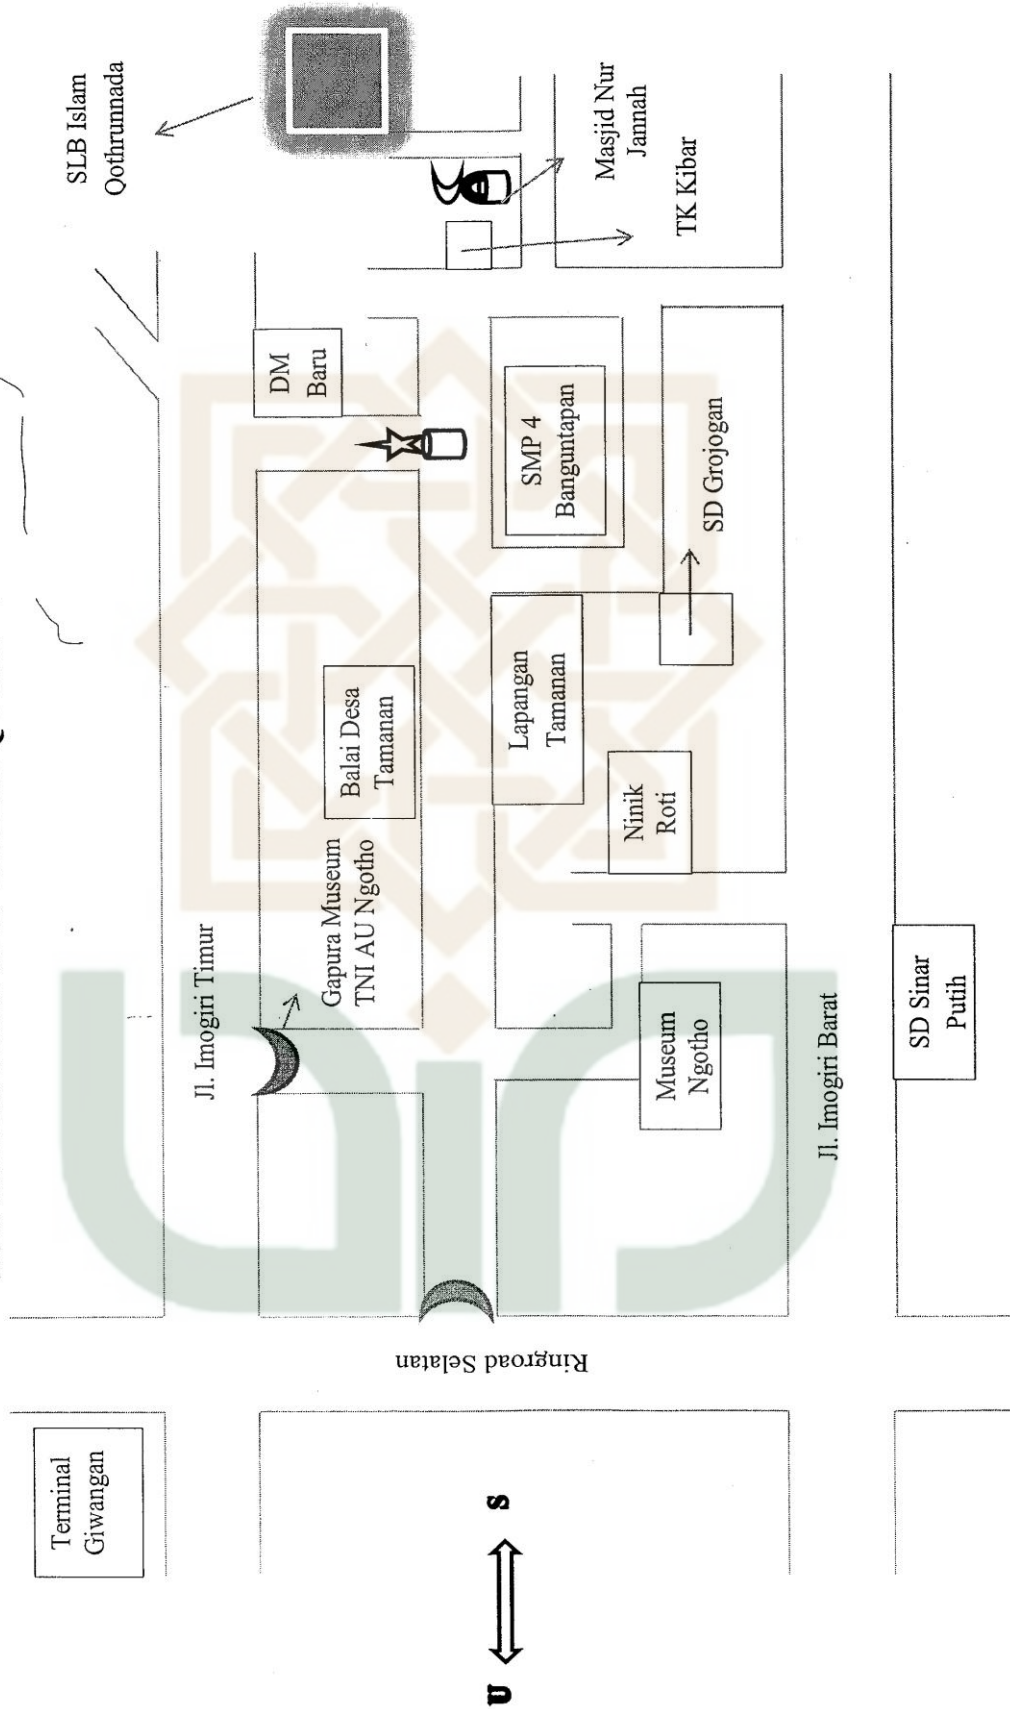 SLB Islam
Qothrunnada
Masjid Nur
Jannah
TK Kibar
DM
Baru
SMP 4
Banguntapan
SD Grojogan
Balai Desa
Tamanan
Lapangan
Tamanan
Ninik
Roti
Gapura Museum
TNI AU Ngotho
Jl. Imogiri Timur
Museum
Ngotho
Jl. Imogiri Barat
SD Sinar
Putih
Ringroad Selatan
Terminal
Giwangan
U
S